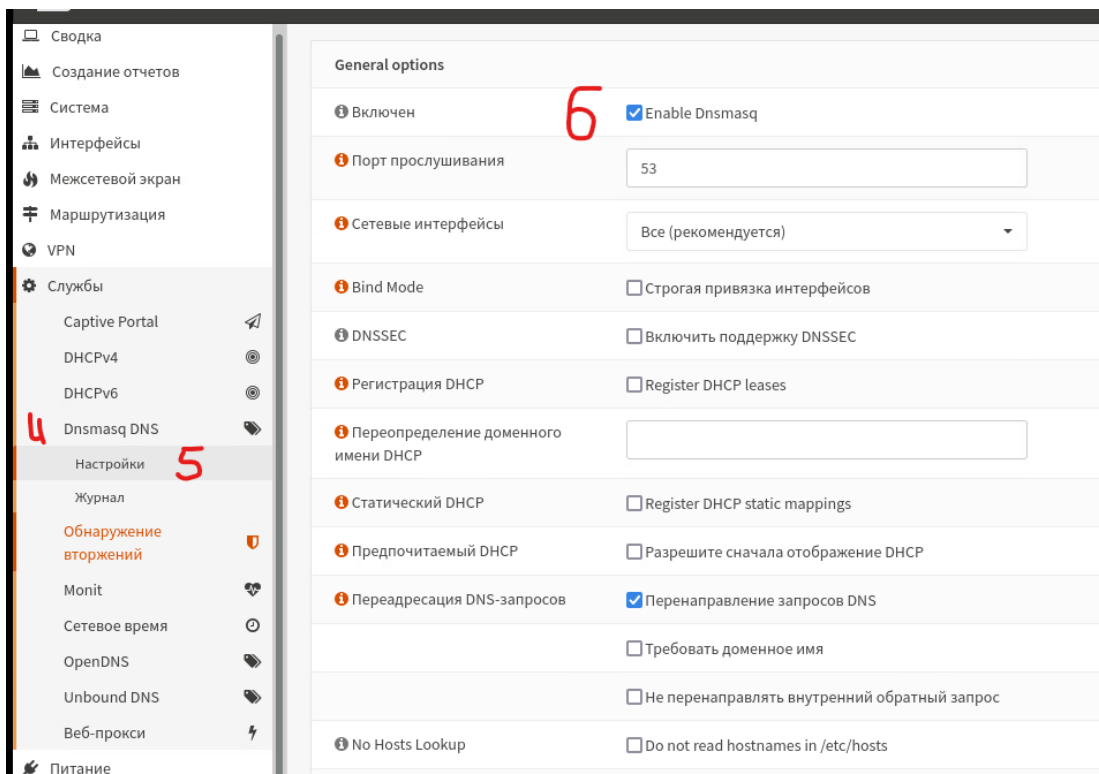 Сводка
Создание отчетов
Система
Интерфейсы
Межсетевой экран
Маршрутизация
VPN
Службы
Captive Portal
DHCPv4
DHCPv6
4 Dnsmasq DNS
Настройки 5
Журнал
Обнаружение
вторжений
Monit
Сетевое время
OpenDNS
Unbound DNS
Веб-прокси
Питание
General options
Включен 6 Enable Dnsmasq
Порт прослушивания 53
Сетевые интерфейсы Все (рекомендуется)
Bind Mode Строгая привязка интерфейсов
DNSSEC Включить поддержку DNSSEC
Регистрация DHCP Register DHCP leases
Переопределение доменного
имени DHCP
Статический DHCP Register DHCP static mappings
Предпочитаемый DHCP Разрешите сначала отображение DHCP
Переадресация DNS-запросов Перенаправление запросов DNS
Требовать доменное имя
Не перенаправлять внутренний обратный запрос
No Hosts Lookup Do not read hostnames in /etc/hosts